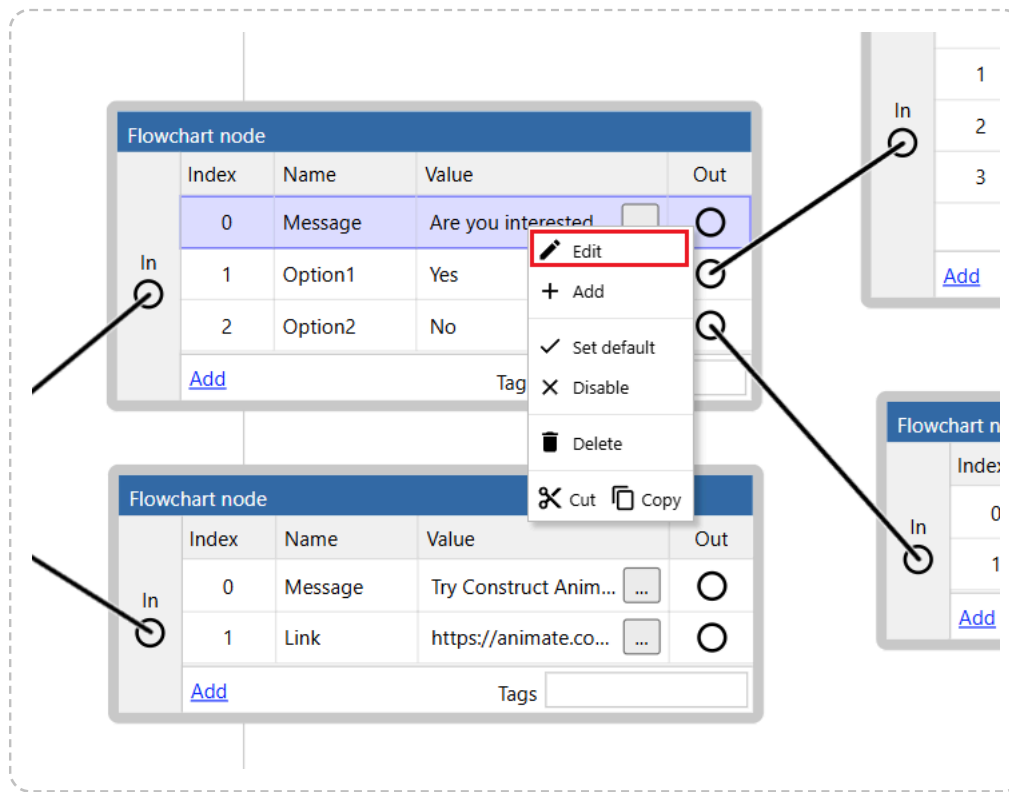 Flowchart node
Index Name Value Out
0 Message Are you interested
In
1 Option1 Yes
2 Option2 No
Add Tag
Edit
Add
Set default
Disable
Delete
Cut Copy
Flowchart node
Index Name Value Out
0 Message Try Construct Anim... ...
In
1 Link https://animate.co... ...
Add Tags
1
In
2
3
Add
Flowchart n
Index
0
In
1
Add